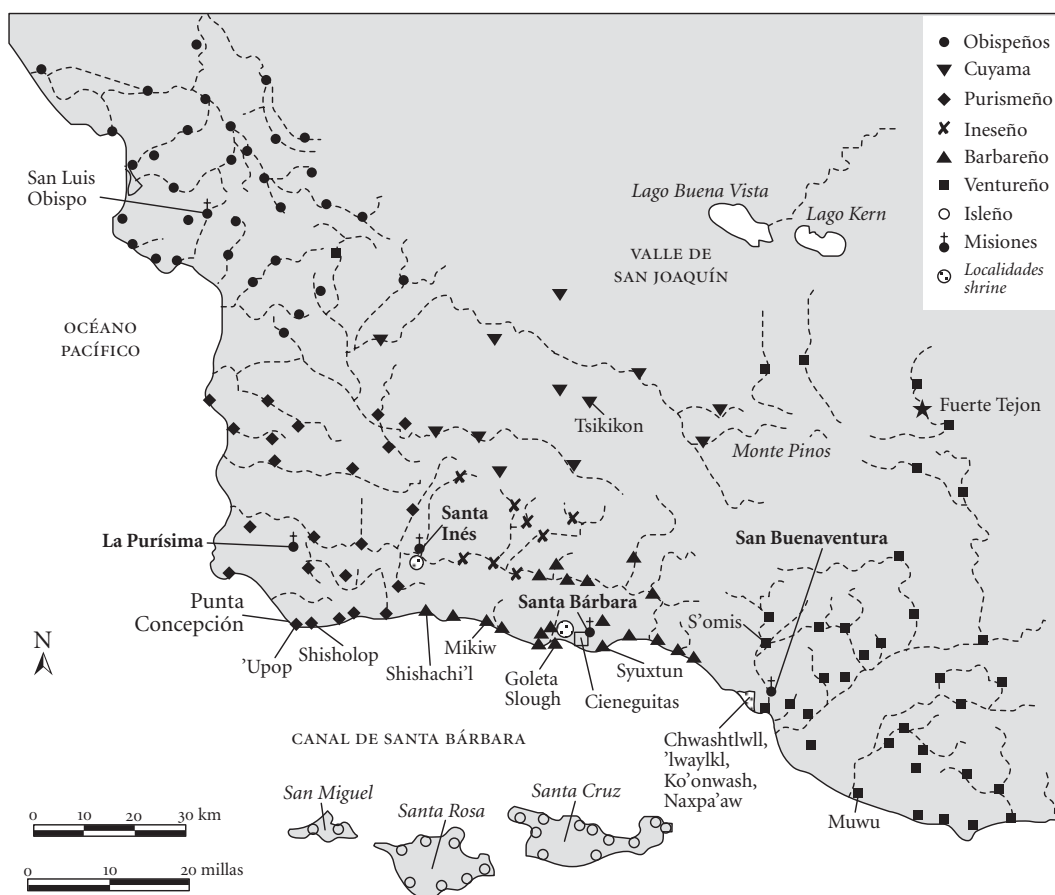 Obispeños
Cuyama
Purismeño
Ineseño
Barbareño
Ventureño
Isleño
Misiones
Localidades
shrine
San Luis
Obispo
Lago Buena Vista
Lago Kern
VALLE DE
SAN JOAQUÍN
OCÉANO
PACÍFICO
Tsikikon
Fuerte Tejon
Monte Pinos
Santa
Inés
La Purísima
San Buenaventura
Punta
Concepción
Santa Bárbara
S'omis
N
'Upop
Shisholop
Shishachi'l
Mikiw
Goleta
Slough
Syuxtun
Cieneguitas
CANAL DE SANTA BÁRBARA
Chwashtlwll,
'lwaylkl,
Ko'onwash,
Naxpa'aw
Muwu
San Miguel
Santa Rosa
Santa Cruz
0 10 20 30 km
0 10 20 millas